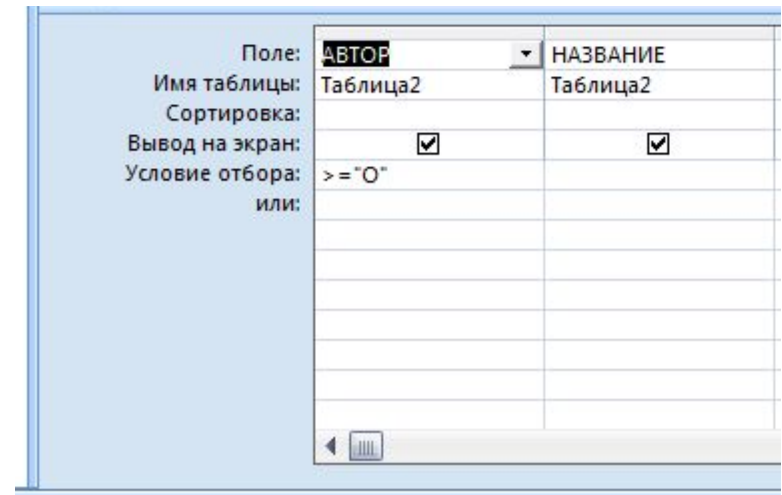 Поле: АВТОР НАЗВАНИЕ
Имя таблицы: Таблица2 Таблица2
Сортировка:
Вывод на экран:
Условие отбора: >="О"
или: